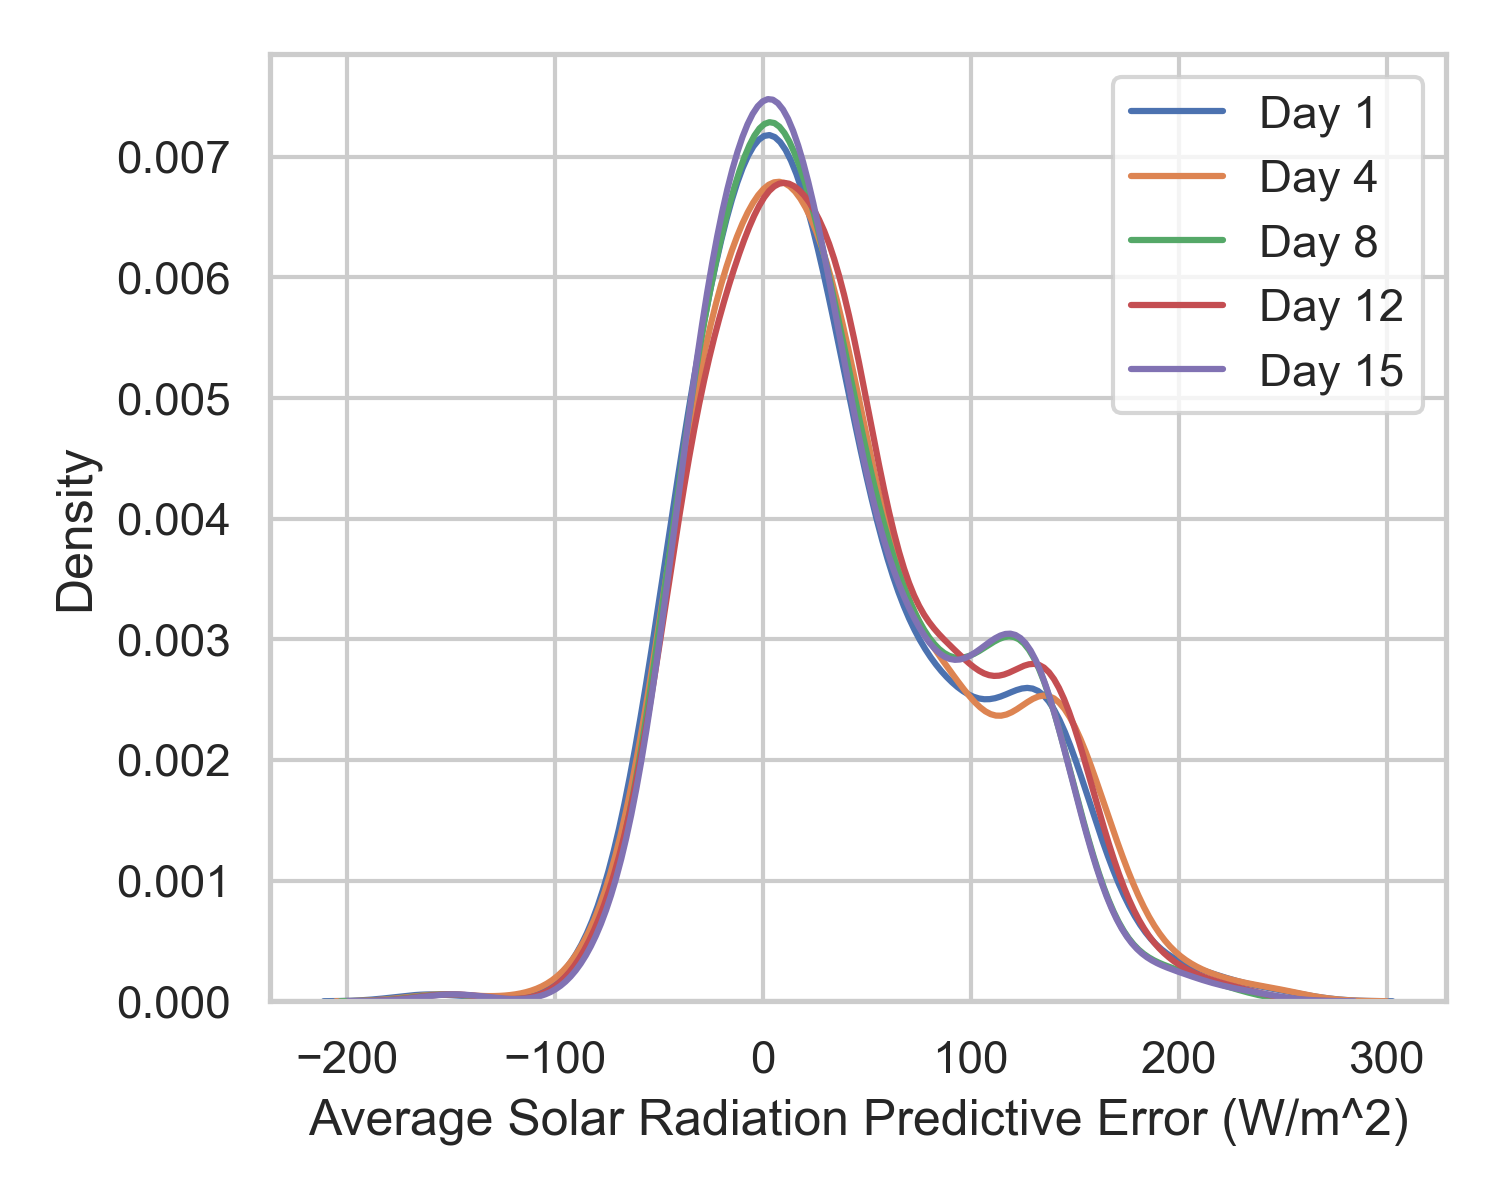 Day 1
Day 4
Day 8
Day 12
Day 15
0.007
0.006
0.005
0.004
0.003
0.002
0.001
0.000
Density
−200 −100 0 100 200 300
Average Solar Radiation Predictive Error (W/m^2)